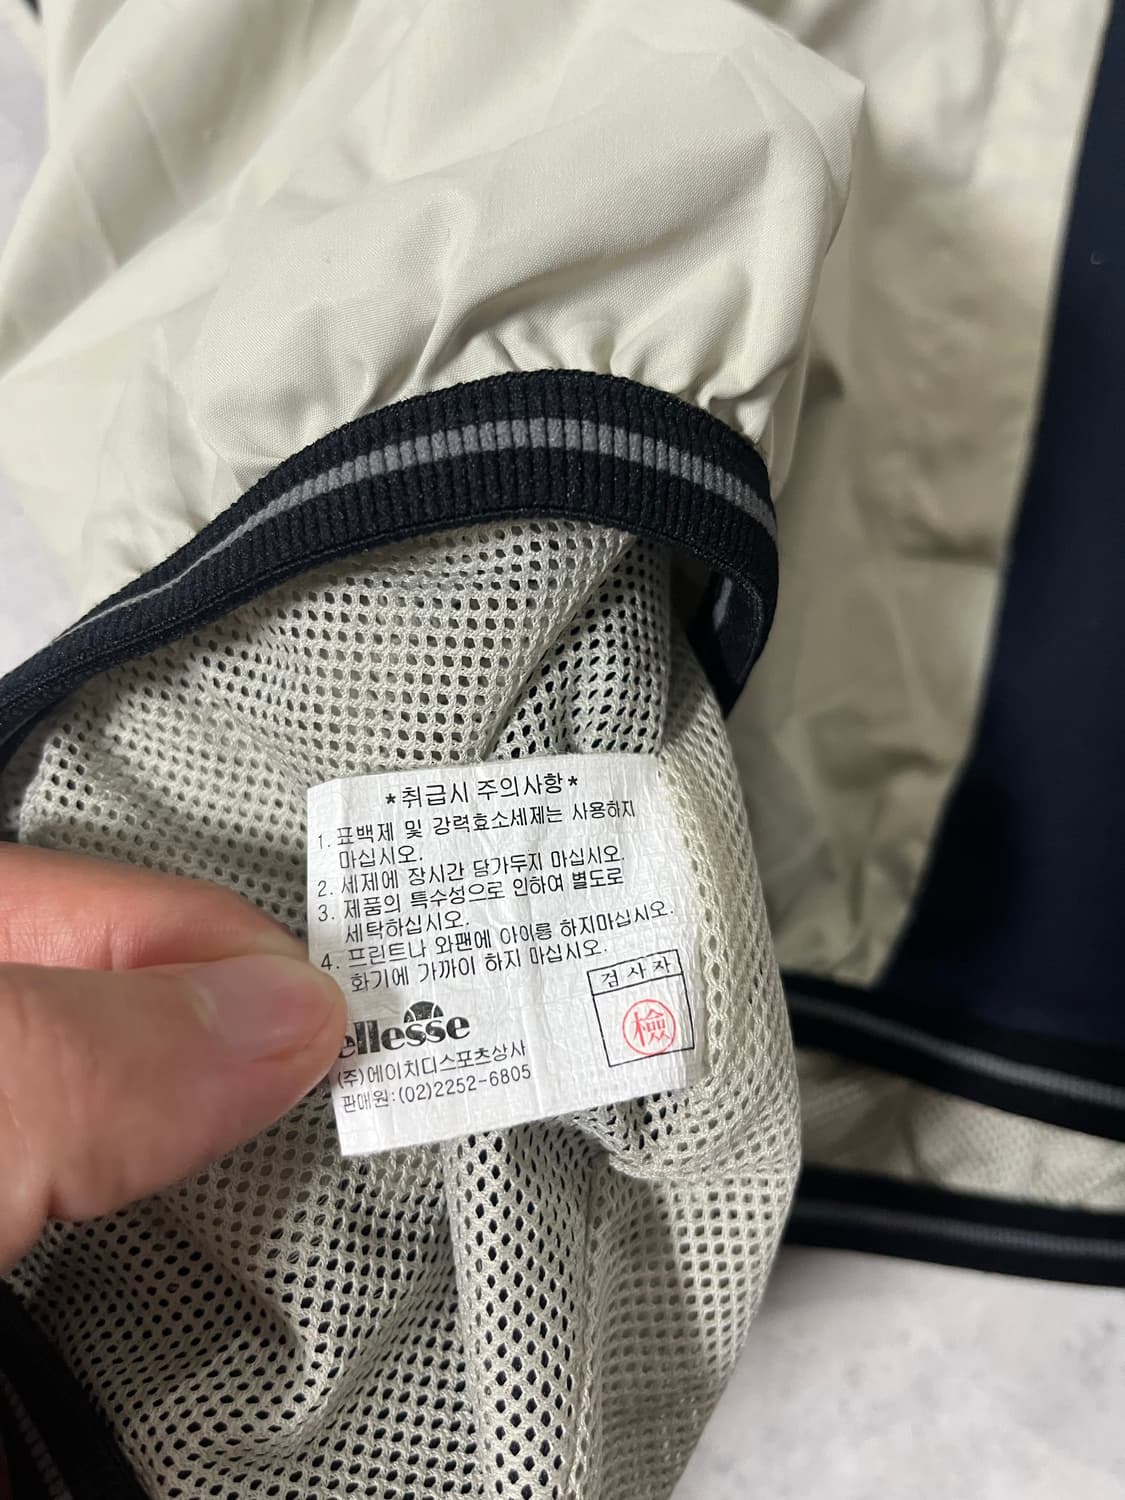 *취급시 주의사항*
1. 표백제 및 강력효소세제는 사용하지
마십시오.
2. 세제에 장시간 담가두지 마십시오.
3. 제품의 특수성으로 인하여 별도로
세탁하십시오.
4. 프린트나 와팬에 아이롱 하지마십시오.
화기에 가까이 하지 마십시오.
검사자
檢
ellesse
(주)에이치디스포츠상사
판매원:(02)2252-6805